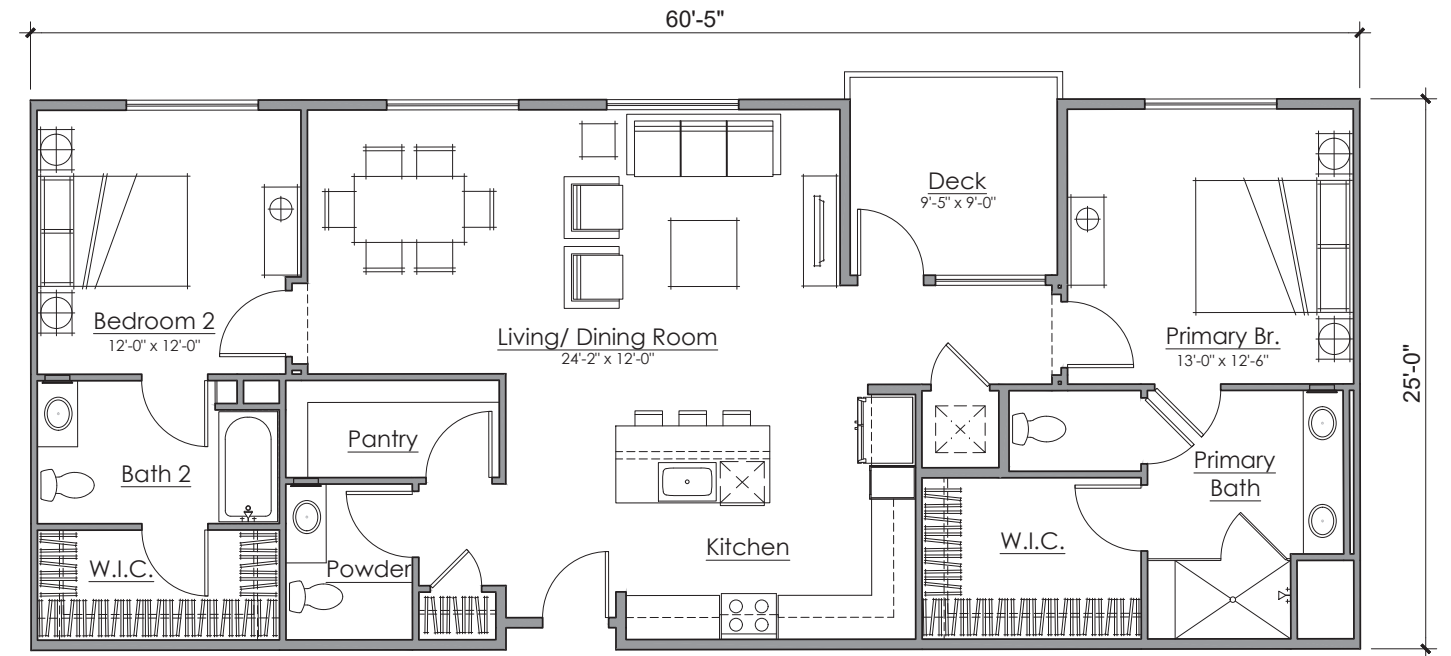 60'-5"
25'-0"
Deck
9'-5" x 9'-0"
Bedroom 2
12'-0" x 12'-0"
Living/ Dining Room
24'-2" x 12'-0"
Primary Br.
13'-0" x 12'-6"
Pantry
Bath 2
Primary
Bath
Kitchen
W.I.C.
W.I.C.
Powder